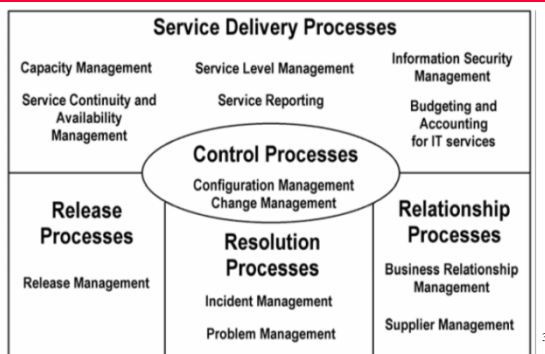 Service Delivery Processes
Capacity Management
Service Continuity and
Availability
Management
Service Level Management
Service Reporting
Information Security
Management
Budgeting and
Accounting
for IT services
Control Processes
Configuration Management
Change Management
Release
Processes
Release Management
Resolution
Processes
Incident Management
Problem Management
Relationship
Processes
Business Relationship
Management
Supplier Management